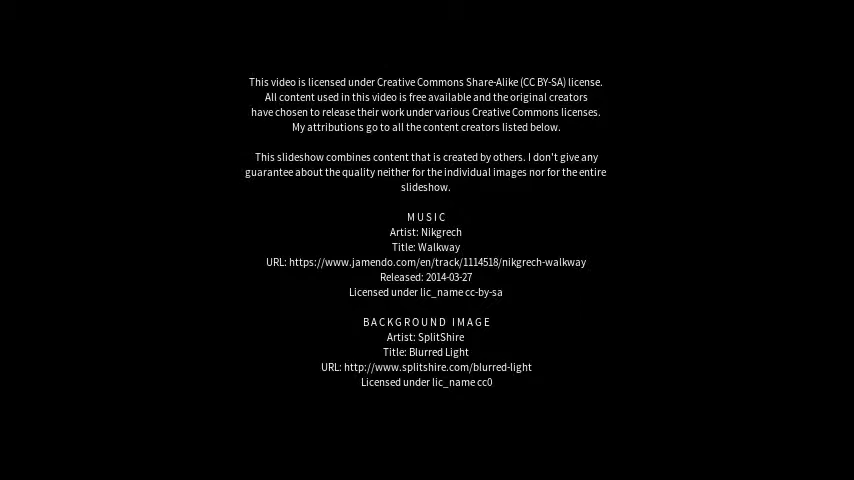 This video is licensed under Creative Commons Share-Alike (CC BY-SA) license.
All content used in this video is free available and the original creators
have chosen to release their work under various Creative Commons licenses.
My attributions go to all the content creators listed below.
This slideshow combines content that is created by others. I don't give any
guarantee about the quality neither for the individual images nor for the entire
slideshow.
MUSIC
Artist: Nikgrech
Title: Walkway
URL: https://www.jamendo.com/en/track/1114518/nikgrech-walkway
Released: 2014-03-27
Licensed under lic_name cc-by-sa
BACKGROUND IMAGE
Artist: SplitShire
Title: Blurred Light
URL: http://www.splitshire.com/blurred-light
Licensed under lic_name cc0